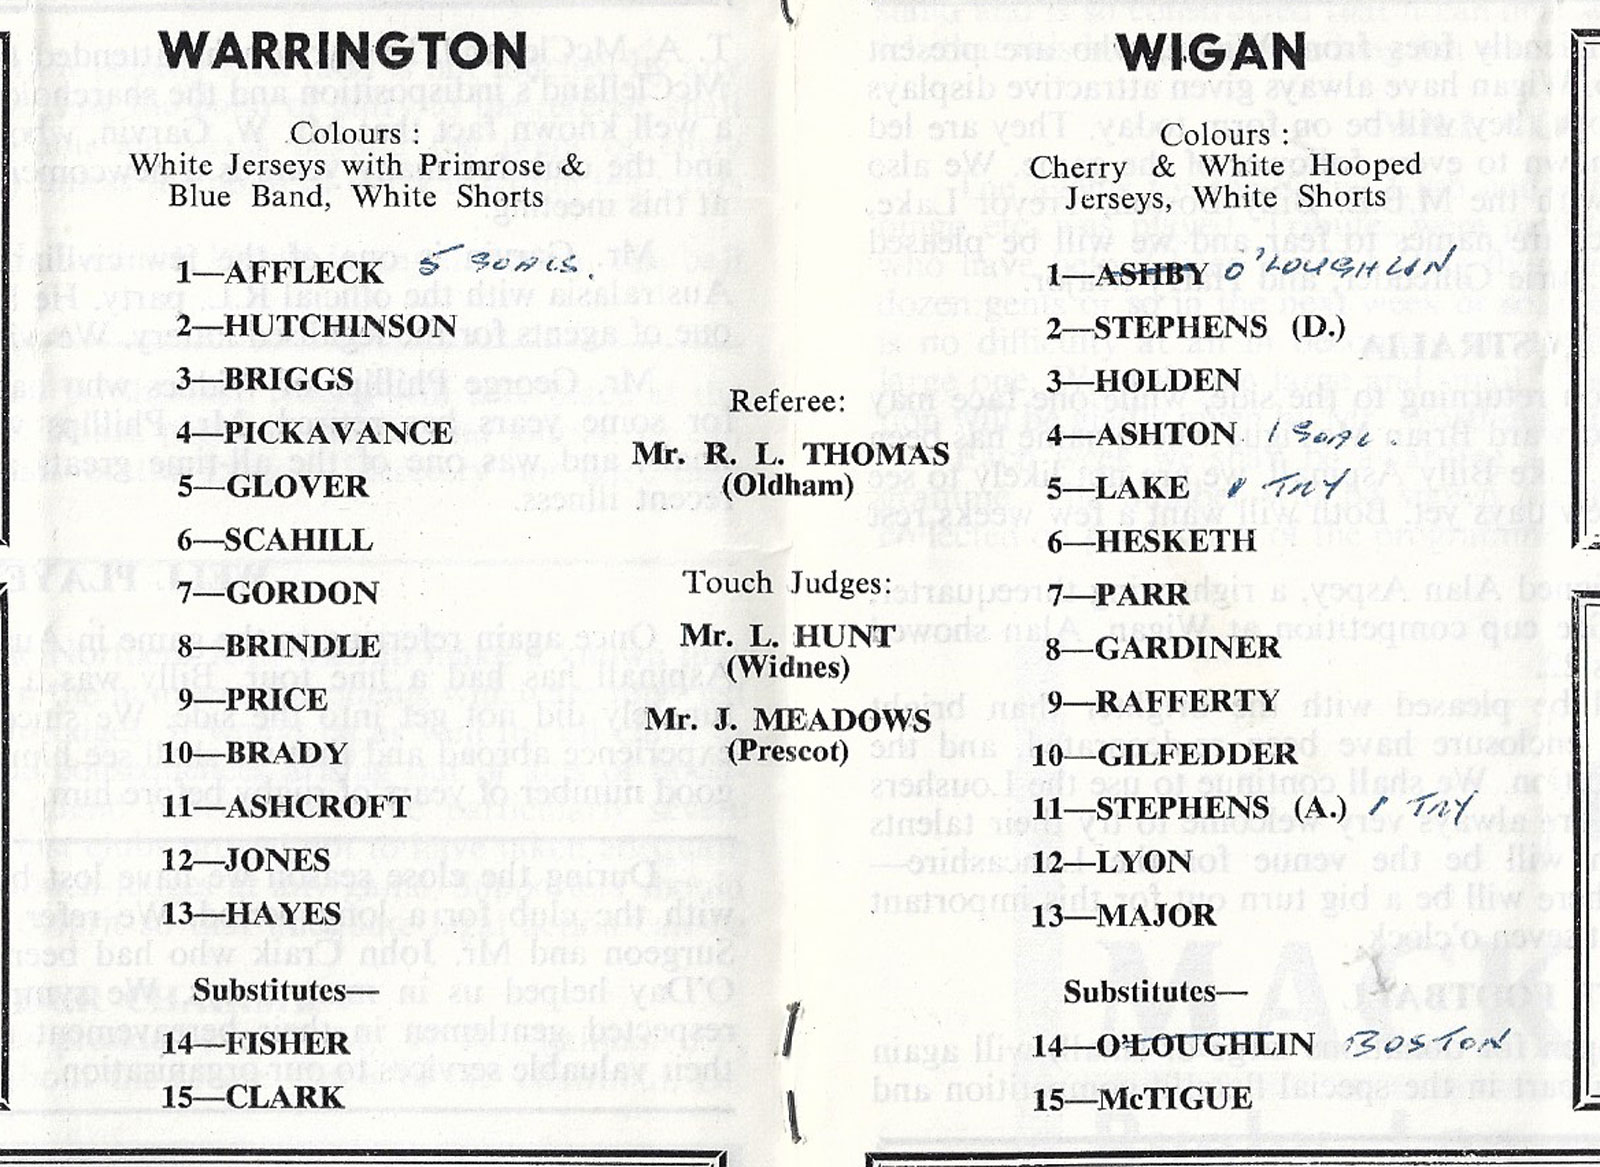 WARRINGTON
Colours :
White Jerseys with Primrose &
Blue Band, White Shorts
1—AFFLECK 5 GOALS.
2—HUTCHINSON
3—BRIGGS
4—PICKAVANCE
5—GLOVER
6—SCAHILL
7—GORDON
8—BRINDLE
9—PRICE
10—BRADY
11—ASHCROFT
12—JONES
13—HAYES
Substitutes—
14—FISHER
15—CLARK
Referee:
Mr. R. L. THOMAS
(Oldham)
Touch Judges:
Mr. L. HUNT
(Widnes)
Mr. J. MEADOWS
(Prescot)
WIGAN
Colours :
Cherry & White Hooped
Jerseys, White Shorts
1—ASHBY O'LOUGHLIN
2—STEPHENS (D.)
3—HOLDEN
4—ASHTON 1 GOAL.
5—LAKE 1 TRY
6—HESKETH
7—PARR
8—GARDINER
9—RAFFERTY
10—GILFEDDER
11—STEPHENS (A.) 1 TRY
12—LYON
13—MAJOR
Substitutes—
14—O'LOUGHLIN BOSTON
15—McTIGUE